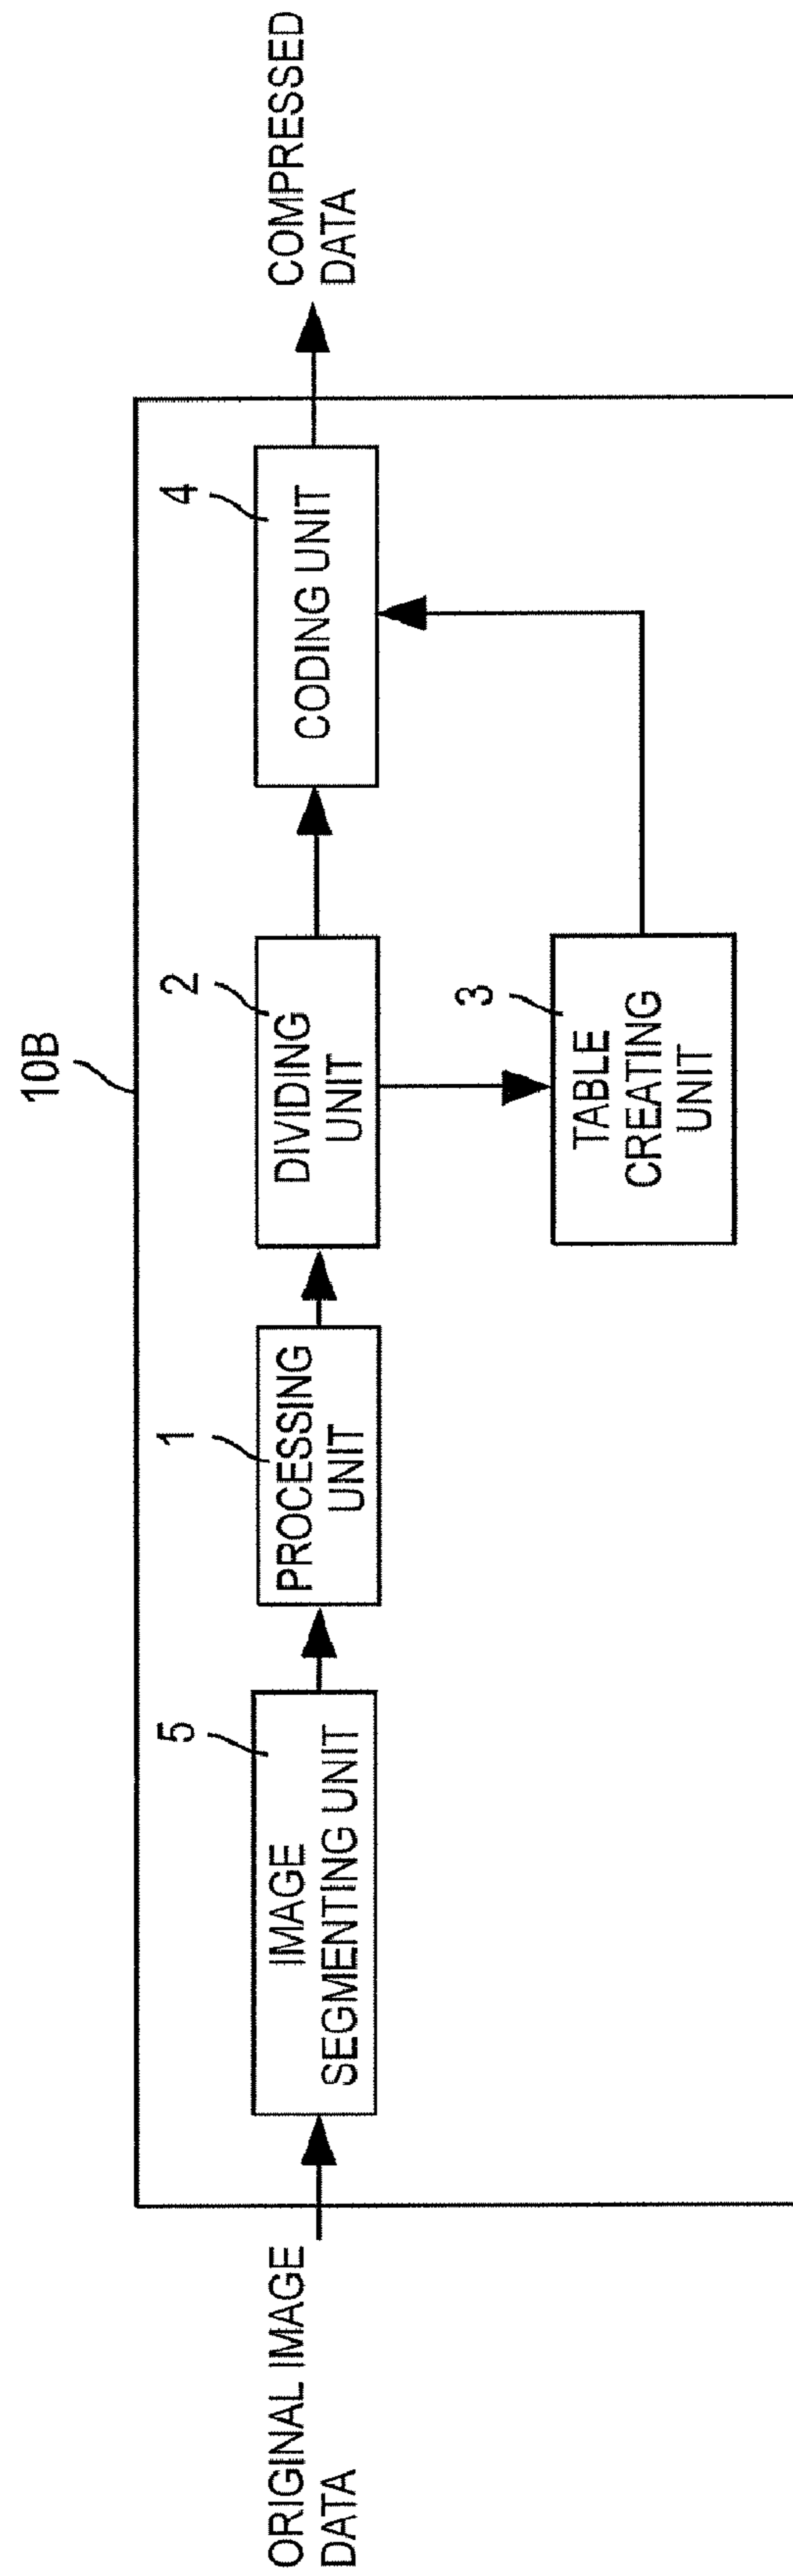 10B
ORIGINAL IMAGE
DATA
5
IMAGE
SEGMENTING UNIT
1
PROCESSING
UNIT
2
DIVIDING
UNIT
3
TABLE
CREATING
UNIT
4
CODING UNIT
COMPRESSED
DATA